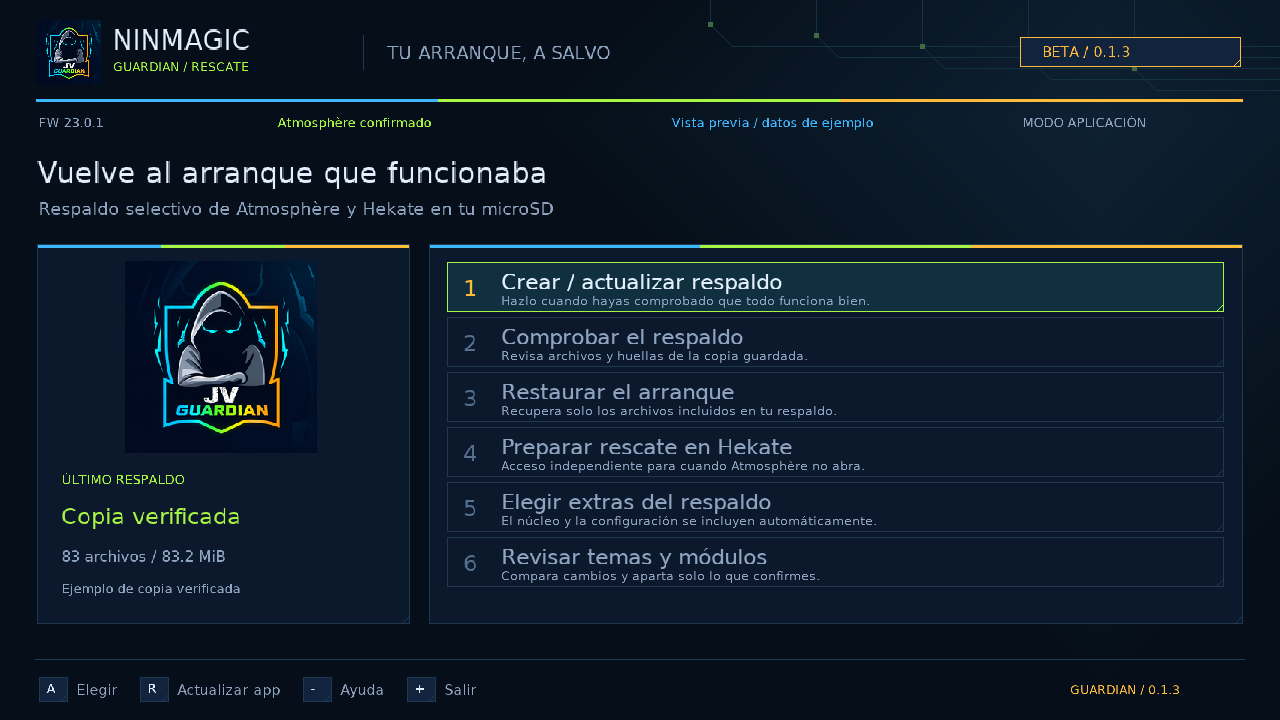 NINMAGIC
GUARDIAN / RESCATE
TU ARRANQUE, A SALVO
BETA / 0.1.3
FW 23.0.1
Atmosphère confirmado
Vista previa / datos de ejemplo
MODO APLICACIÓN
Vuelve al arranque que funcionaba
Respaldo selectivo de Atmosphère y Hekate en tu microSD
JV
GUARDIAN
JV
GUARDIAN
ÚLTIMO RESPALDO
Copia verificada
83 archivos / 83.2 MiB
Ejemplo de copia verificada
1 Crear / actualizar respaldo
Hazlo cuando hayas comprobado que todo funciona bien.
2 Comprobar el respaldo
Revisa archivos y huellas de la copia guardada.
3 Restaurar el arranque
Recupera solo los archivos incluidos en tu respaldo.
4 Preparar rescate en Hekate
Acceso independiente para cuando Atmosphère no abra.
5 Elegir extras del respaldo
El núcleo y la configuración se incluyen automáticamente.
6 Revisar temas y módulos
Compara cambios y aparta solo lo que confirmes.
A Elegir
R Actualizar app
- Ayuda
+ Salir
GUARDIAN / 0.1.3